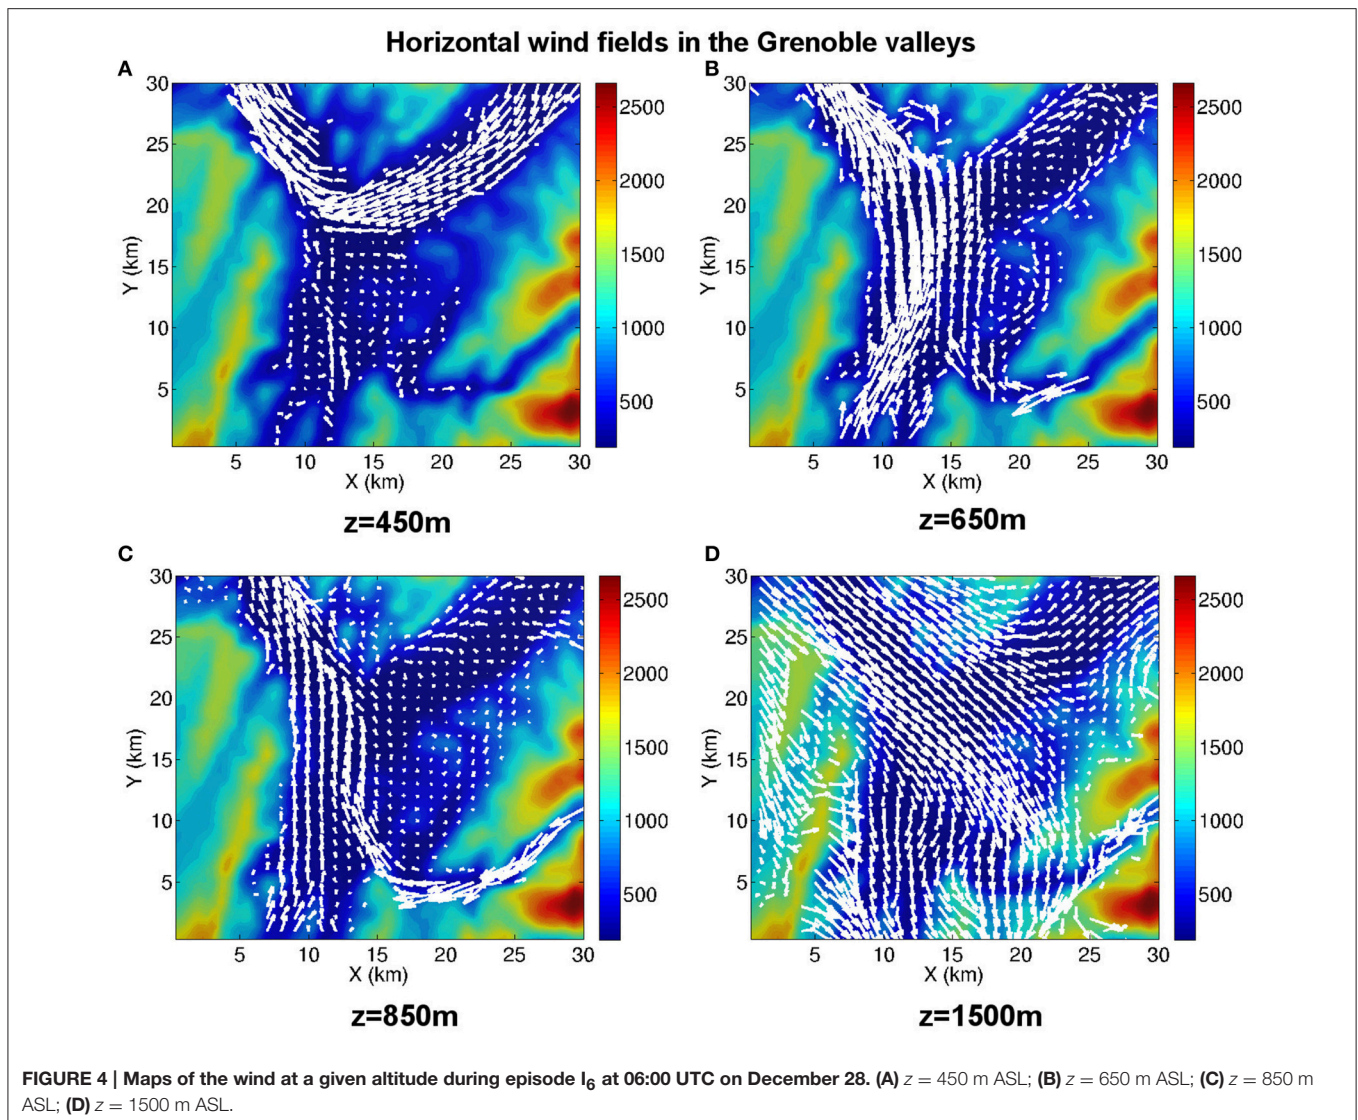 Horizontal wind fields in the Grenoble valleys
A
30
25
20
15
10
5
Y (km)
5 10 15 20 25 30
X (km)
2500
2000
1500
1000
500
z=450m
B
30
25
20
15
10
5
Y (km)
5 10 15 20 25 30
X (km)
2500
2000
1500
1000
500
z=650m
C
30
25
20
15
10
5
Y (km)
5 10 15 20 25 30
X (km)
2500
2000
1500
1000
500
z=850m
D
30
25
20
15
10
5
Y (km)
5 10 15 20 25 30
X (km)
2500
2000
1500
1000
500
z=1500m
FIGURE 4 | Maps of the wind at a given altitude during episode I6 at 06:00 UTC on December 28. (A) z = 450 m ASL; (B) z = 650 m ASL; (C) z = 850 m
ASL; (D) z = 1500 m ASL.